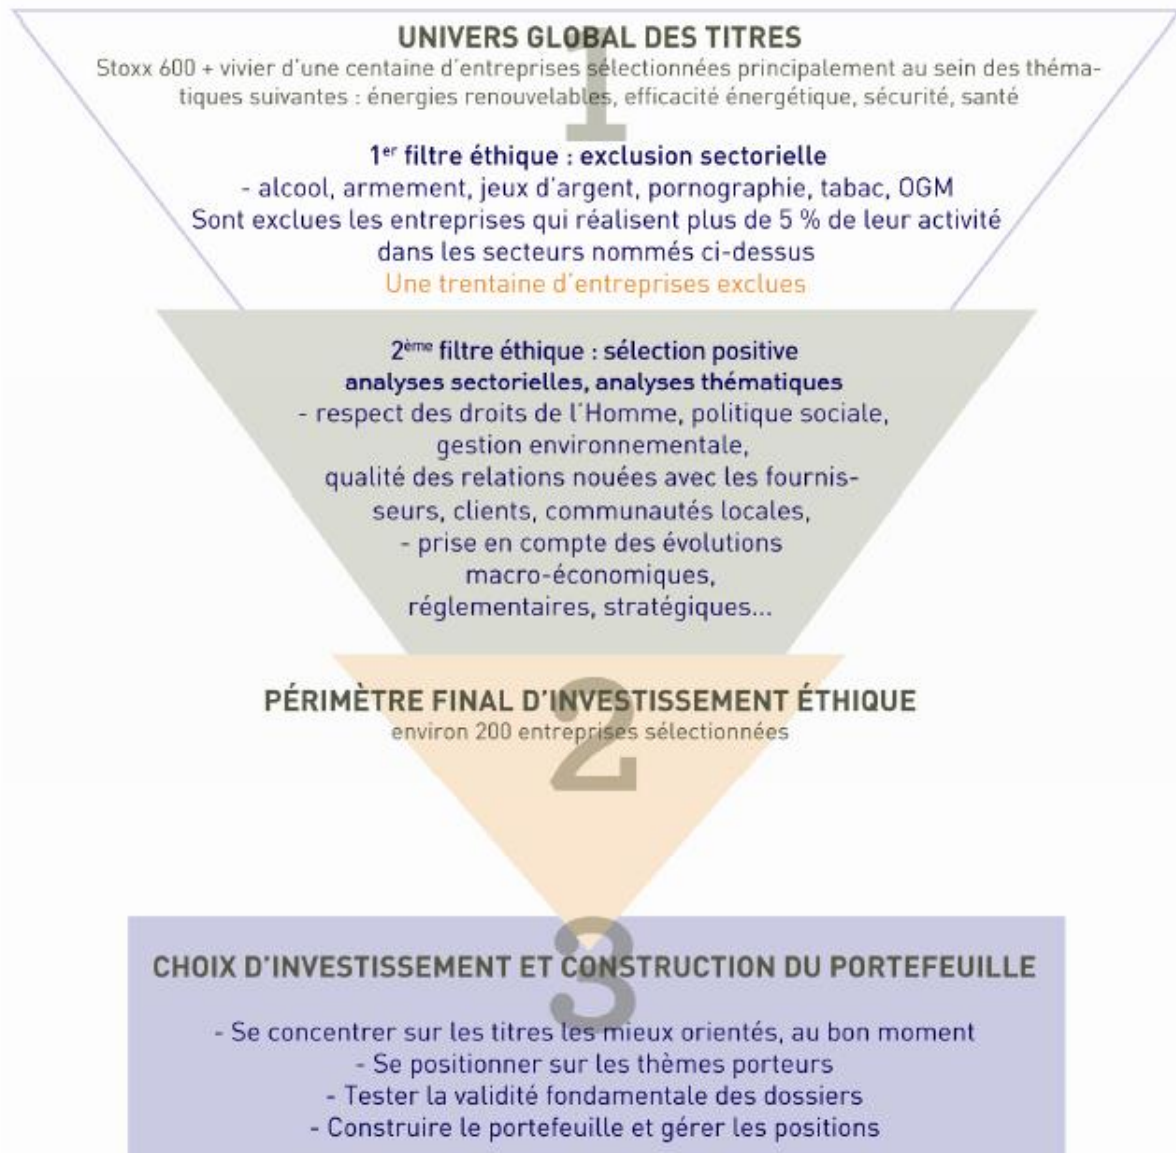 1
UNIVERS GLOBAL DES TITRES
Stoxx 600 + vivier d'une centaine d'entreprises sélectionnées principalement au sein des théma-
tiques suivantes : énergies renouvelables, efficacité énergétique, sécurité, santé
1er filtre éthique : exclusion sectorielle
- alcool, armement, jeux d'argent, pornographie, tabac, OGM
Sont exclues les entreprises qui réalisent plus de 5 % de leur activité
dans les secteurs nommés ci-dessus
Une trentaine d'entreprises exclues
2ème filtre éthique : sélection positive
analyses sectorielles, analyses thématiques
- respect des droits de l'Homme, politique sociale,
gestion environnementale,
qualité des relations nouées avec les fournis-
seurs, clients, communautés locales,
- prise en compte des évolutions
macro-économiques,
réglementaires, stratégiques...
2
PÉRIMÈTRE FINAL D'INVESTISSEMENT ÉTHIQUE
environ 200 entreprises sélectionnées
3
CHOIX D'INVESTISSEMENT ET CONSTRUCTION DU PORTEFEUILLE
- Se concentrer sur les titres les mieux orientés, au bon moment
- Se positionner sur les thèmes porteurs
- Tester la validité fondamentale des dossiers
- Construire le portefeuille et gérer les positions